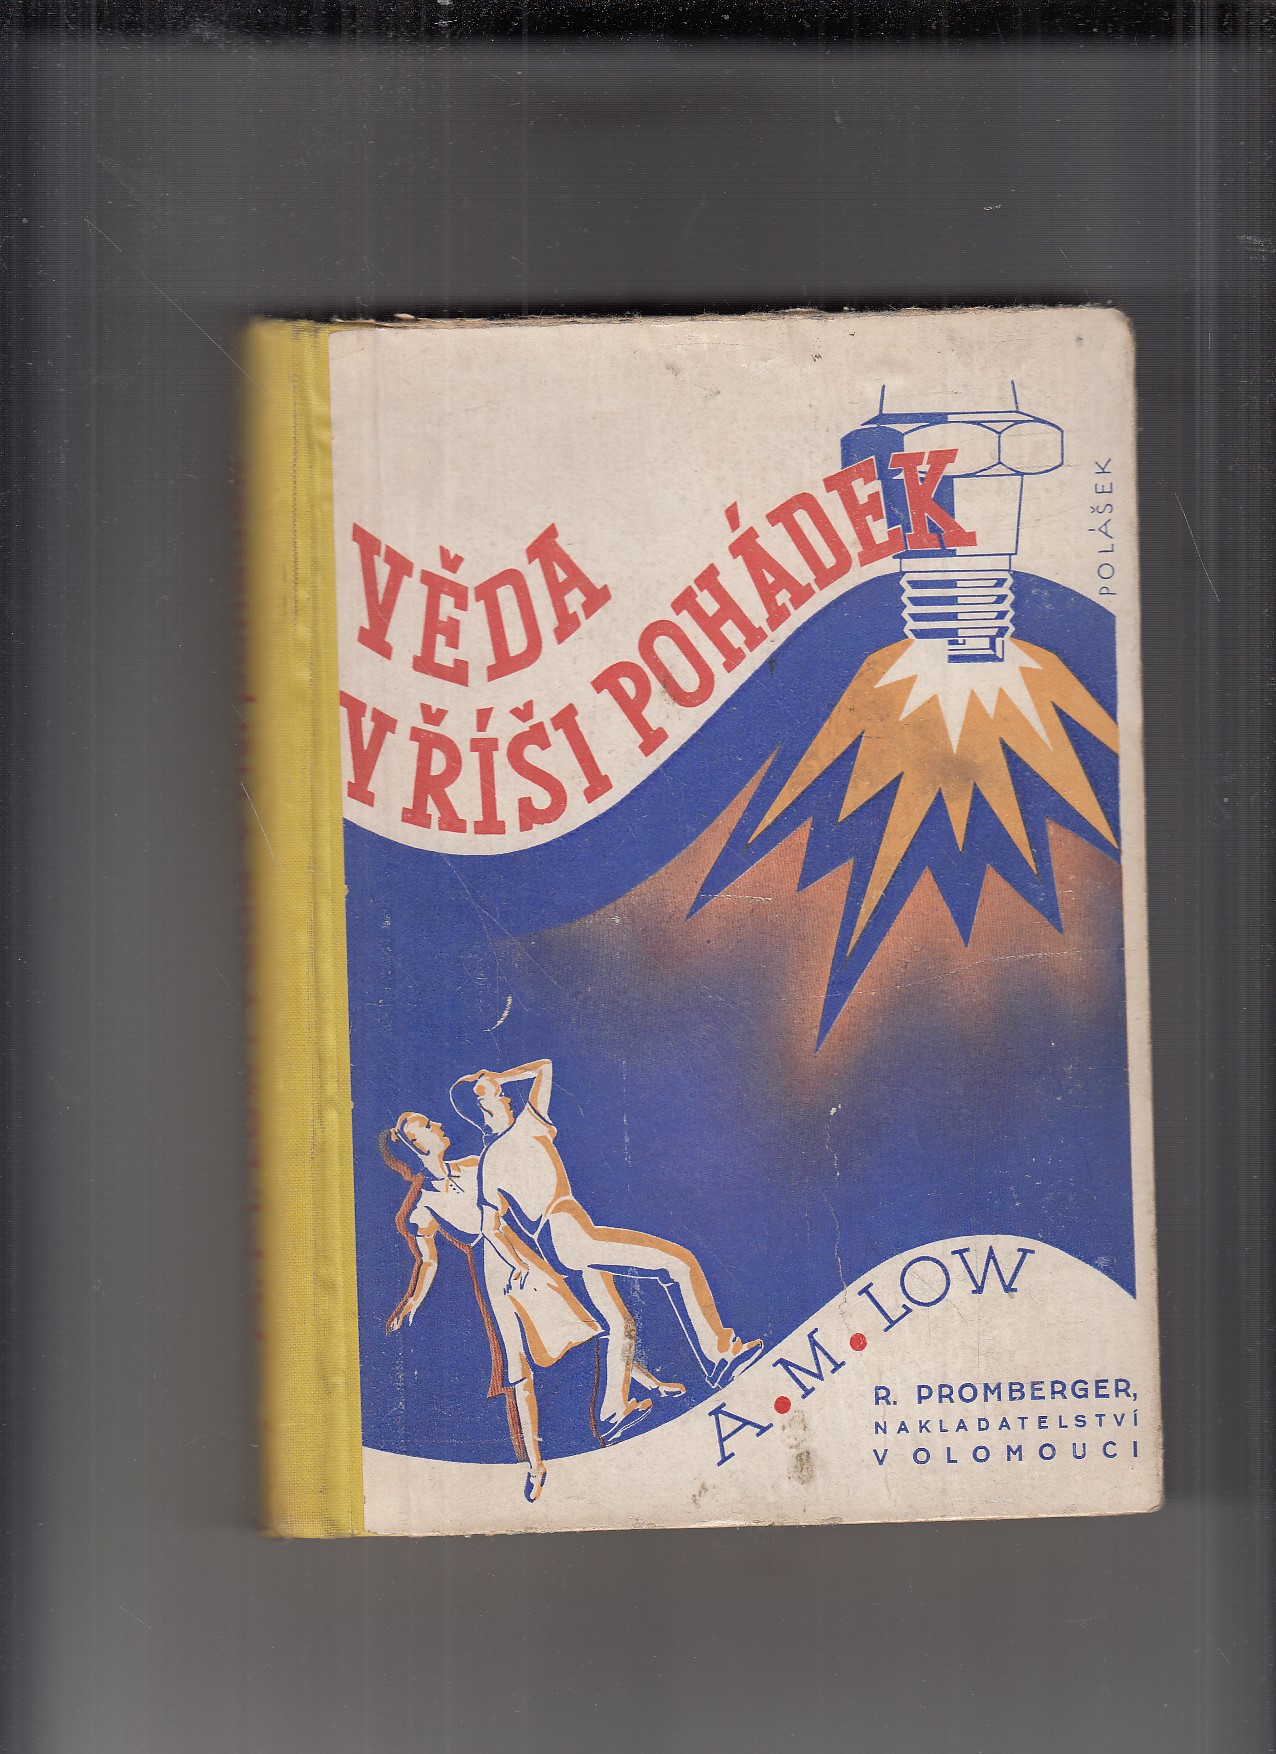 VĚDA
V ŘÍŠI POHÁDEK
POLÁŠEK
A.M.LOW
R. PROMBERGER,
NAKLADATELSTVÍ
V OLOMOUCI